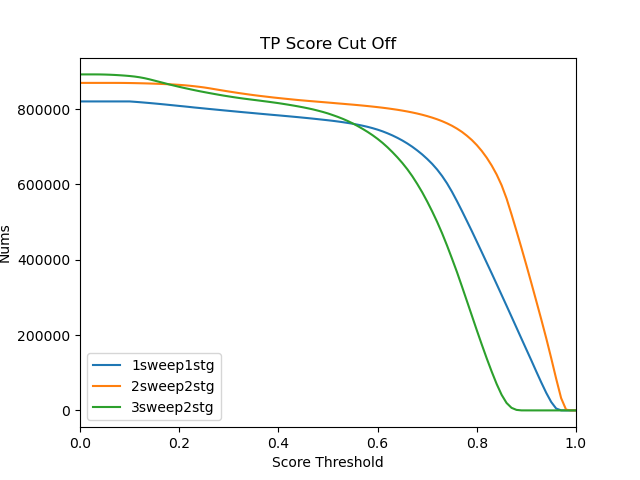 TP Score Cut Off
Nums
800000
600000
400000
200000
0
0.0 0.2 0.4 0.6 0.8 1.0
Score Threshold
1sweep1stg
2sweep2stg
3sweep2stg